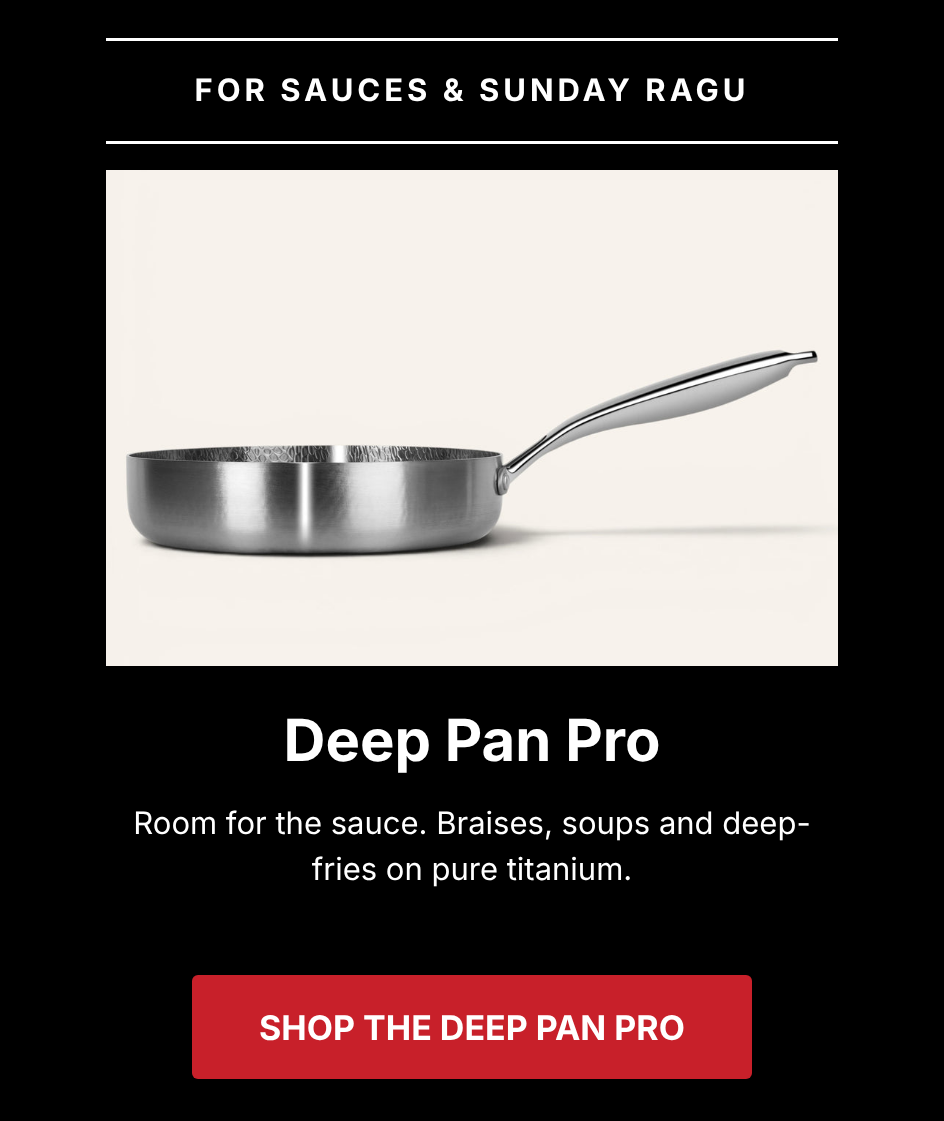 FOR SAUCES & SUNDAY RAGU
Deep Pan Pro
Room for the sauce. Braises, soups and deep-
fries on pure titanium.
SHOP THE DEEP PAN PRO